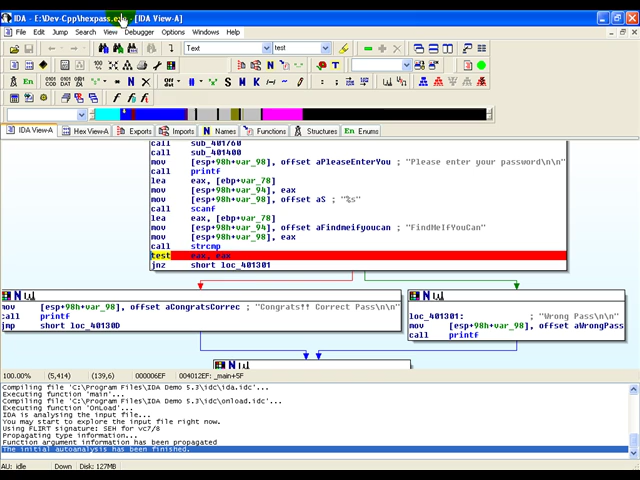 IDA - E:\Dev-Cpp\hexpass.exe - [IDA View-A]
File Edit Jump Search View Debugger Options Windows Help
Text
test
En
IDA View-A
Hex View-A
Exports
Imports
Names
Functions
Structures
En Enums
call sub_401760
call sub_401400
mov [esp+98h+var_98], offset aPleaseEnterYou ; "Please enter your password\n\n"
call printf
lea eax, [ebp+var_78]
mov [esp+98h+var_94], eax
mov [esp+98h+var_98], offset aS ; "%s"
call scanf
lea eax, [ebp+var_78]
mov [esp+98h+var_94], offset aFindmeifyoucan ; "FindMeIfYouCan"
mov [esp+98h+var_98], eax
call strcmp
test eax, eax
jnz short loc_401301
mov [esp+98h+var_98], offset aCongratsCorrec ; "Congrats!! Correct Pass\n\n"
call printf
jmp short loc_40130D
loc_401301: ; "Wrong Pass\n\n"
mov [esp+98h+var_98], offset aWrongPass
call printf
100.00% (5,414) (139,6) 000006EF 004012EF: _main+5F
Compiling file 'C:\Program Files\IDA Demo 5.3\idc\ida.idc'...
Executing function 'main'...
Compiling file 'C:\Program Files\IDA Demo 5.3\idc\onload.idc'...
Executing function 'OnLoad'...
IDA is analysing the input file...
You may start to explore the input file right now.
Using FLIRT signature: SEH for vc7/8
Propagating type information...
Function argument information has been propagated
The initial autoanalysis has been finished.
AU: idle Down Disk: 127MB